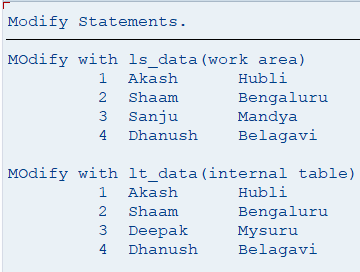 Modify Statements.
MOdify with ls_data(work area)
1 Akash Hubli
2 Shaam Bengaluru
3 Sanju Mandya
4 Dhanush Belagavi
MOdify with lt_data(internal table)
1 Akash Hubli
2 Shaam Bengaluru
3 Deepak Mysuru
4 Dhanush Belagavi